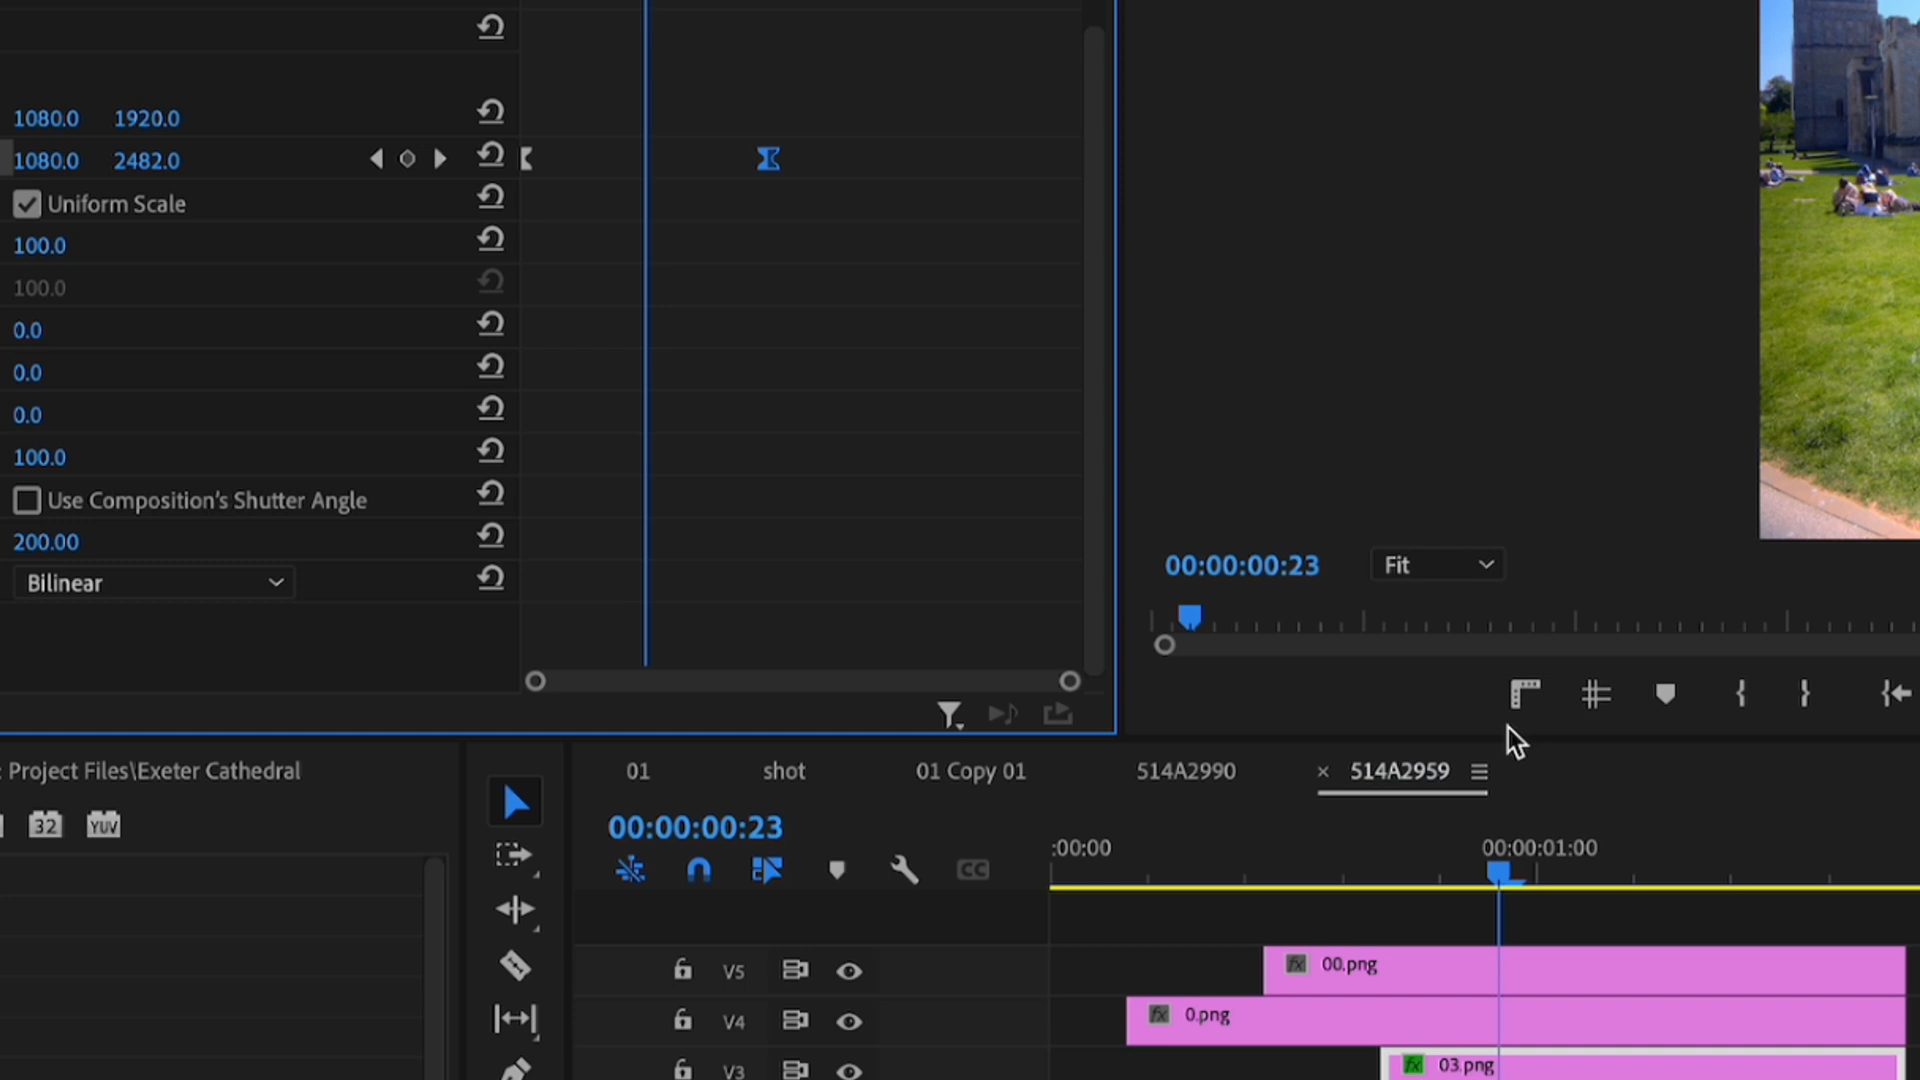 1080.0 1920.0
1080.0 2482.0
Uniform Scale
100.0
100.0
0.0
0.0
0.0
100.0
Use Composition's Shutter Angle
200.00
Bilinear
00:00:00:23 Fit
: Project Files\Exeter Cathedral
32 YUV
01 shot 01 Copy 01 514A2990 × 514A2959
00:00:00:23
CC
:00:00 00:00:01:00
V5 fx 00.png
V4 fx 0.png
V3 fx 03.png